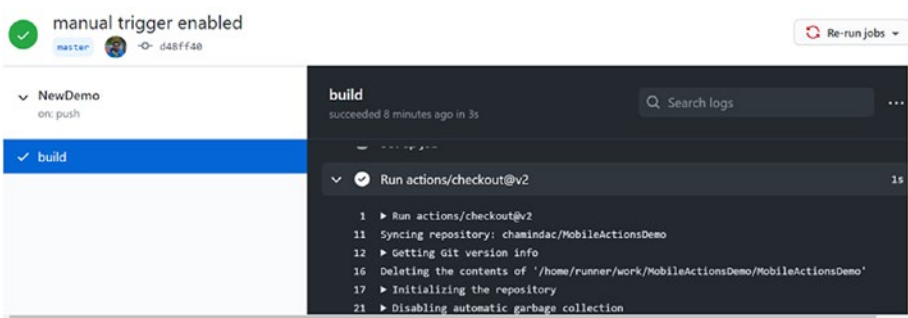 manual trigger enabled
master d48ff40
Re-run jobs
NewDemo
on: push
build
build
succeeded 8 minutes ago in 3s
Search logs
Run actions/checkout@v2
1s
1 ▶ Run actions/checkout@v2
11 Syncing repository: chamindac/MobileActionsDemo
12 ▶ Getting Git version info
16 Deleting the contents of '/home/runner/work/MobileActionsDemo/MobileActionsDemo'
17 ▶ Initializing the repository
21 ▶ Disabling automatic garbage collection